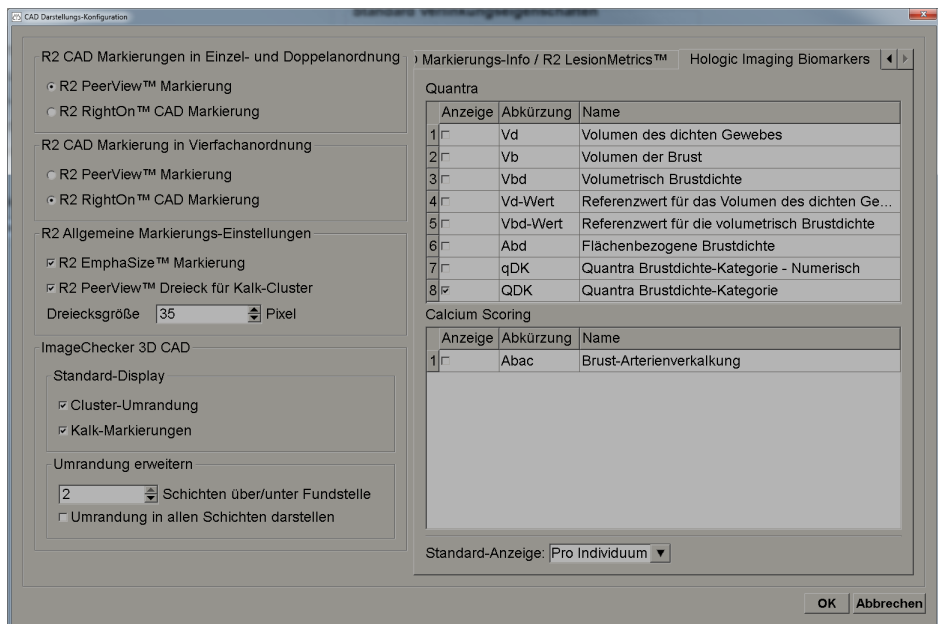 Standard Verlinkungseigenschaften
CAD Darstellungs-Konfiguration
R2 CAD Markierungen in Einzel- und Doppelanordnung
R2 PeerView™ Markierung
R2 RightOn™ CAD Markierung
R2 CAD Markierung in Vierfachanordnung
R2 PeerView™ Markierung
R2 RightOn™ CAD Markierung
R2 Allgemeine Markierungs-Einstellungen
R2 EmphaSize™ Markierung
R2 PeerView™ Dreieck für Kalk-Cluster
Dreiecksgröße 35 Pixel
ImageChecker 3D CAD
Standard-Display
Cluster-Umrandung
Kalk-Markierungen
Umrandung erweitern
2 Schichten über/unter Fundstelle
Umrandung in allen Schichten darstellen
Markierungs-Info / R2 LesionMetrics™ Hologic Imaging Biomarkers
Quantra
Anzeige Abkürzung Name
1 Vd Volumen des dichten Gewebes
2 Vb Volumen der Brust
3 Vbd Volumetrisch Brustdichte
4 Vd-Wert Referenzwert für das Volumen des dichten Ge...
5 Vbd-Wert Referenzwert für die volumetrisch Brustdichte
6 Abd Flächenbezogene Brustdichte
7 qDK Quantra Brustdichte-Kategorie - Numerisch
8 QDK Quantra Brustdichte-Kategorie
Calcium Scoring
Anzeige Abkürzung Name
1 Abac Brust-Arterienverkalkung
Standard-Anzeige: Pro Individuum
OK Abbrechen